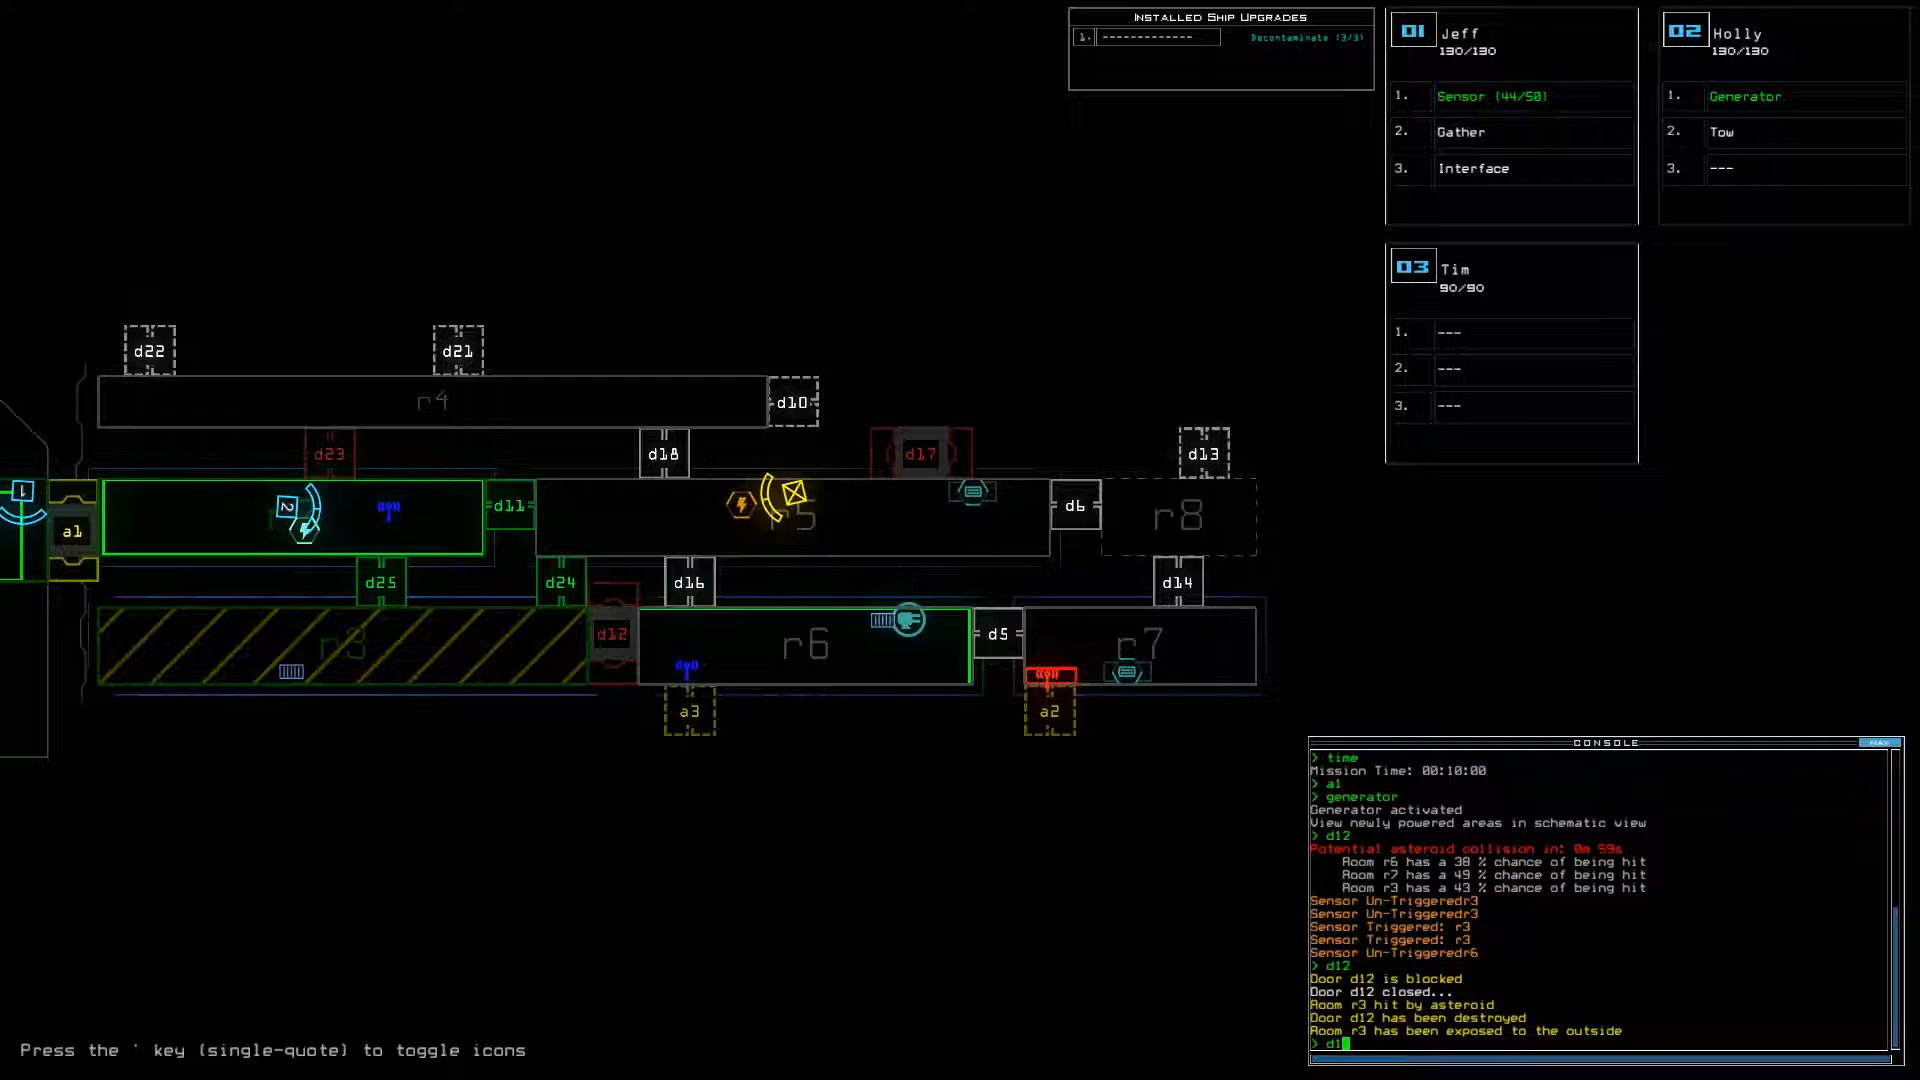 Installed Ship Upgrades
1. -------------- Decontaminate (3/3)
01 Jeff
130/130
1. Sensor (44/50)
2. Gather
3. Interface
02 Holly
130/130
1. Generator
2. Tow
3. ---
03 Tim
90/90
1. ---
2. ---
3. ---
d22
d21
r4
d10
d23
d18
d17
d13
1
a1
2
d11
r5
d6
r8
d25
d24
d16
d14
r3
d12
r6
d5
r7
a3
a2
CONSOLE
MAX
> time
Mission Time: 00:10:00
> a1
> generator
Generator activated
View newly powered areas in schematic view
> d12
Potential asteroid collision in: 0m 59s
Room r6 has a 38 % chance of being hit
Room r7 has a 49 % chance of being hit
Room r3 has a 43 % chance of being hit
Sensor Un-Triggeredr3
Sensor Un-Triggeredr3
Sensor Triggered: r3
Sensor Triggered: r3
Sensor Un-Triggeredr6
> d12
Door d12 is blocked
Door d12 closed...
Room r3 hit by asteroid
Door d12 has been destroyed
Room r3 has been exposed to the outside
> d1
Press the ' key (single-quote) to toggle icons